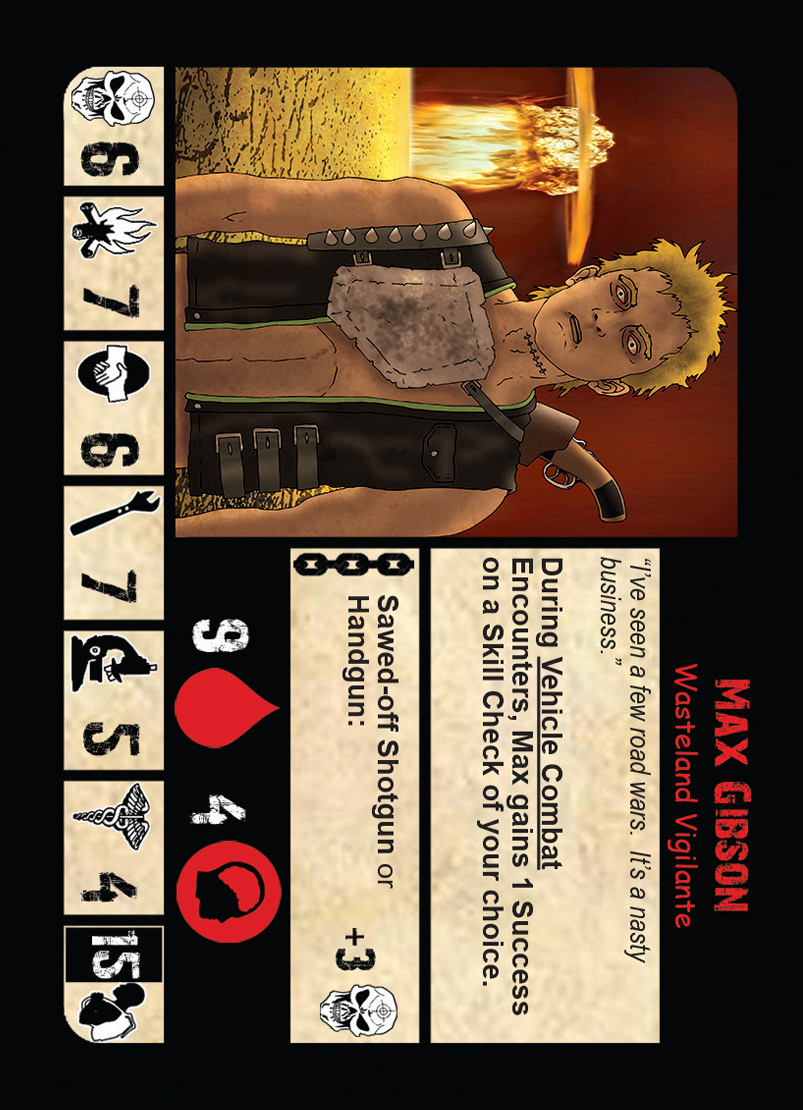 MAX GIBSON
Wasteland Vigilante
"I've seen a few road wars. It's a nasty
business."
During Vehicle Combat
Encounters, Max gains 1 Success
on a Skill Check of your choice.
Sawed-off Shotgun or
Handgun:
+3
9
4
6
7
6
7
5
4
15